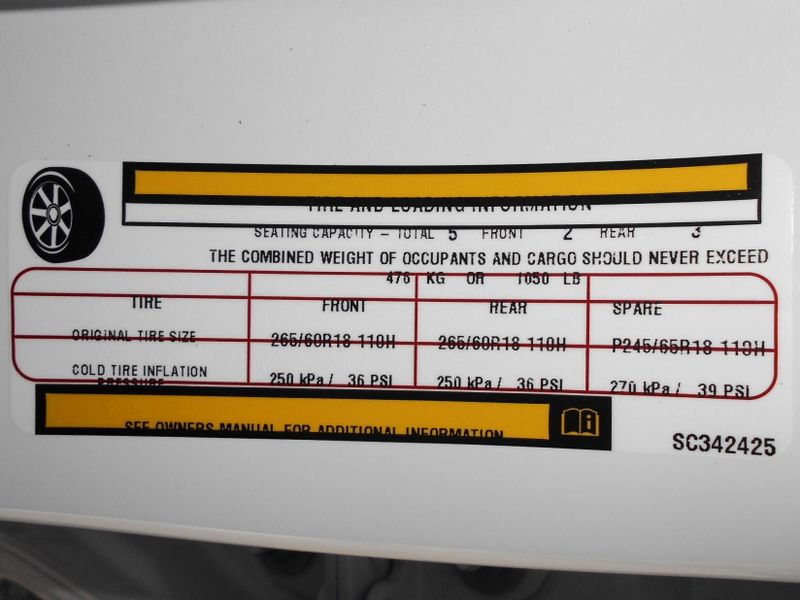 TIRE AND LOADING INFORMATION
SEATING CAPACITY – TOTAL 5 FRONT 2 REAR 3
THE COMBINED WEIGHT OF OCCUPANTS AND CARGO SHOULD NEVER EXCEED
476 KG OR 1050 LB
TIRE FRONT REAR SPARE
ORIGINAL TIRE SIZE 265/60R18 110H 265/60R18 110H P245/65R18 110H
COLD TIRE INFLATION 250 kPa / 36 PSI 250 kPa / 36 PSI 270 kPa / 39 PSI
PRESSURE
SEE OWNERS MANUAL FOR ADDITIONAL INFORMATION
SC342425